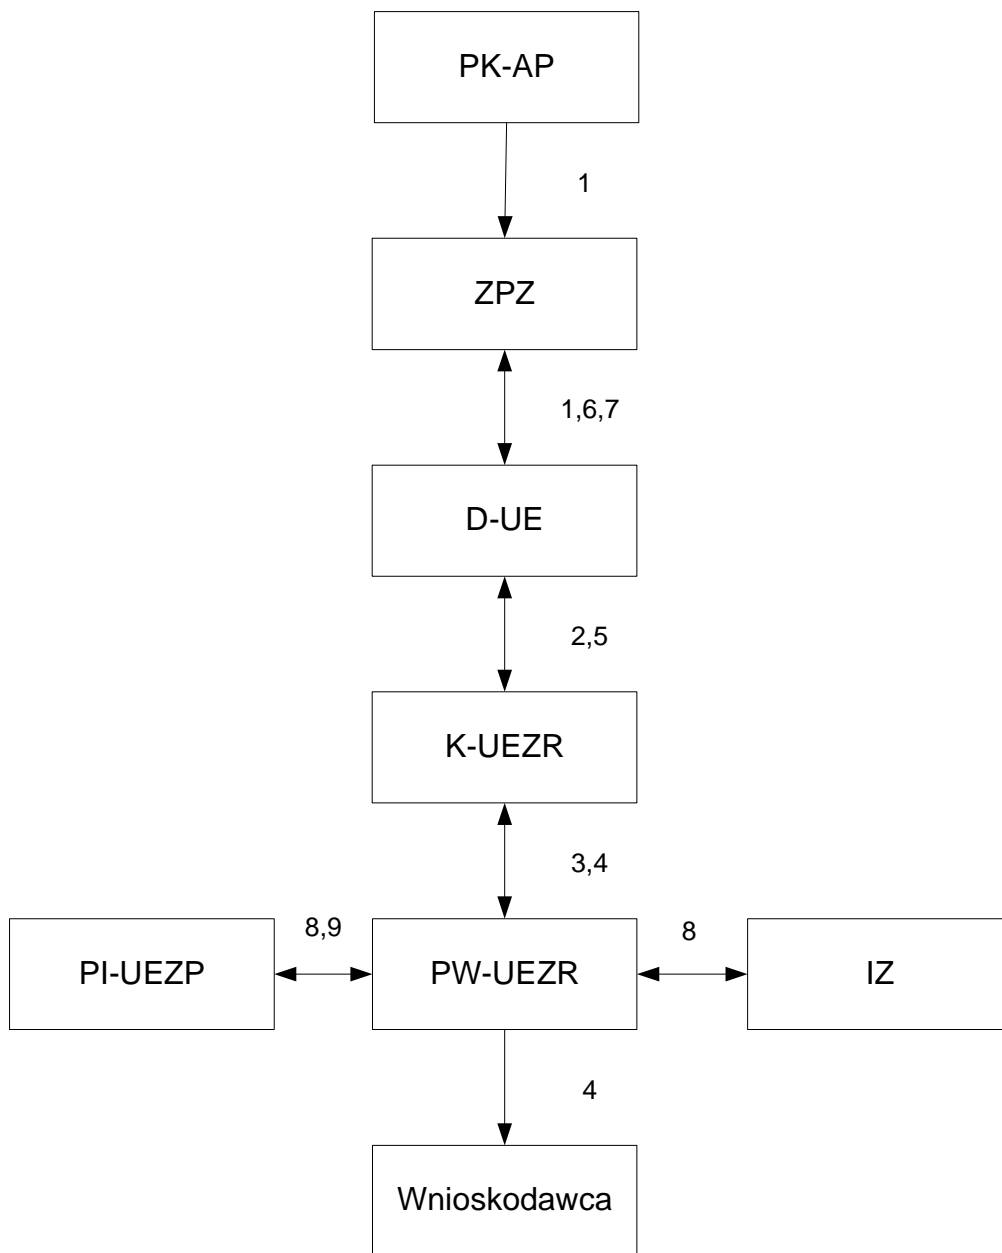 PK-AP
1
ZPZ
1,6,7
D-UE
2,5
K-UEZR
3,4
8,9
8
PI-UEZP
PW-UEZR
IZ
4
Wnioskodawca